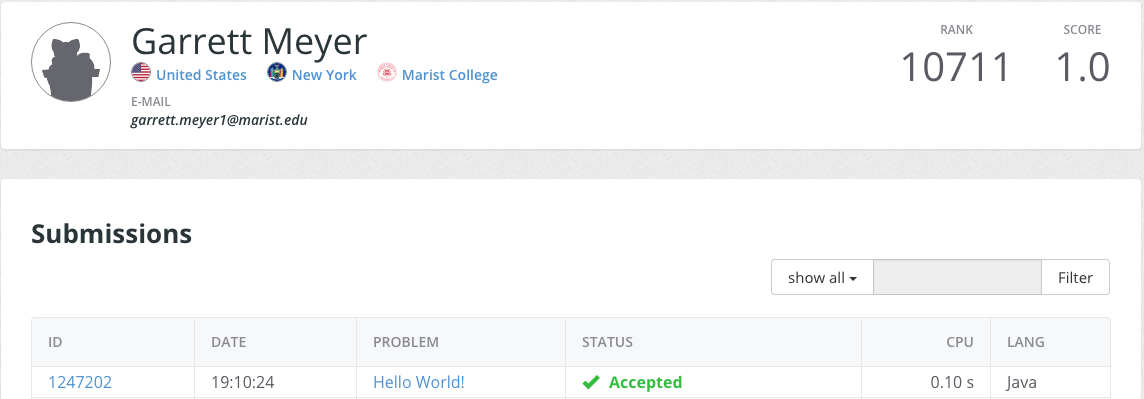 Garrett Meyer
RANK
SCORE
United States New York Marist College
10711
1.0
E-MAIL
garrett.meyer1@marist.edu
Submissions
show all Filter
ID DATE PROBLEM STATUS CPU LANG
1247202 19:10:24 Hello World! Accepted 0.10 s Java